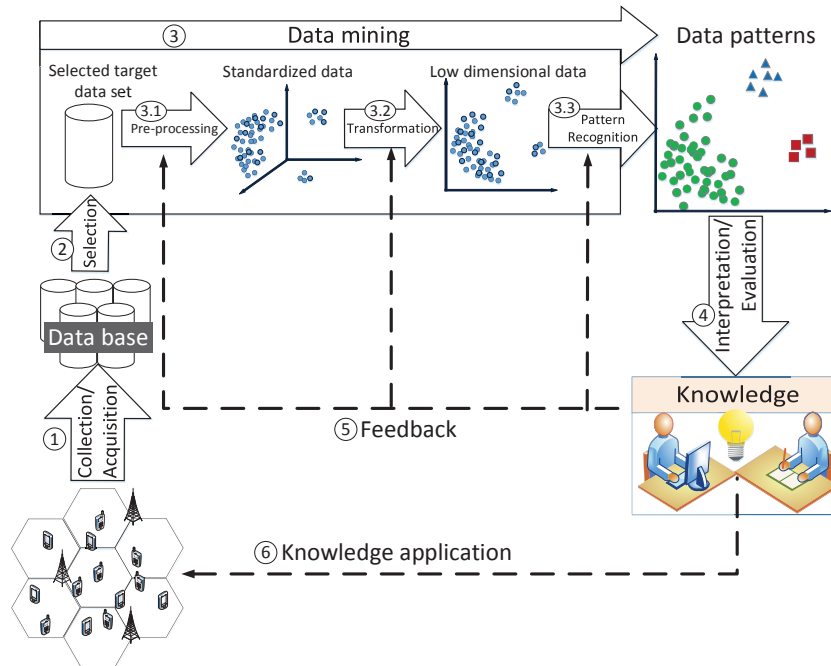 ③ Data mining
Data patterns
Selected target
data set
Standardized data
Low dimensional data
3.1
Pre-processing
3.2
Transformation
3.3
Pattern
Recognition
② Selection
Data base
① Collection/
Acquisition
④ Interpretation/
Evaluation
Knowledge
⑤ Feedback
⑥ Knowledge application